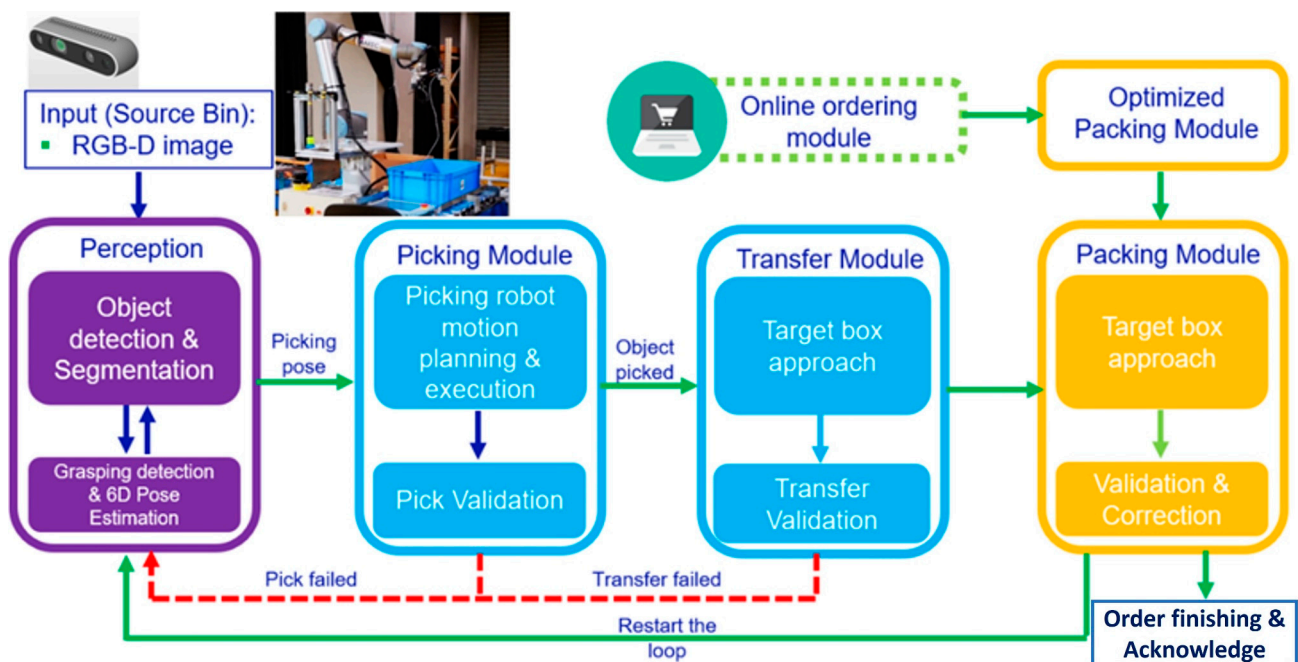 Input (Source Bin):
▪ RGB-D image
Online ordering
module
Optimized
Packing Module
Perception
Object
detection &
Segmentation
Grasping detection
& 6D Pose
Estimation
Picking
pose
Picking Module
Picking robot
motion
planning &
execution
Pick Validation
Object
picked
Transfer Module
Target box
approach
Transfer
Validation
Packing Module
Target box
approach
Validation &
Correction
Pick failed
Transfer failed
Restart the
loop
Order finishing &
Acknowledge